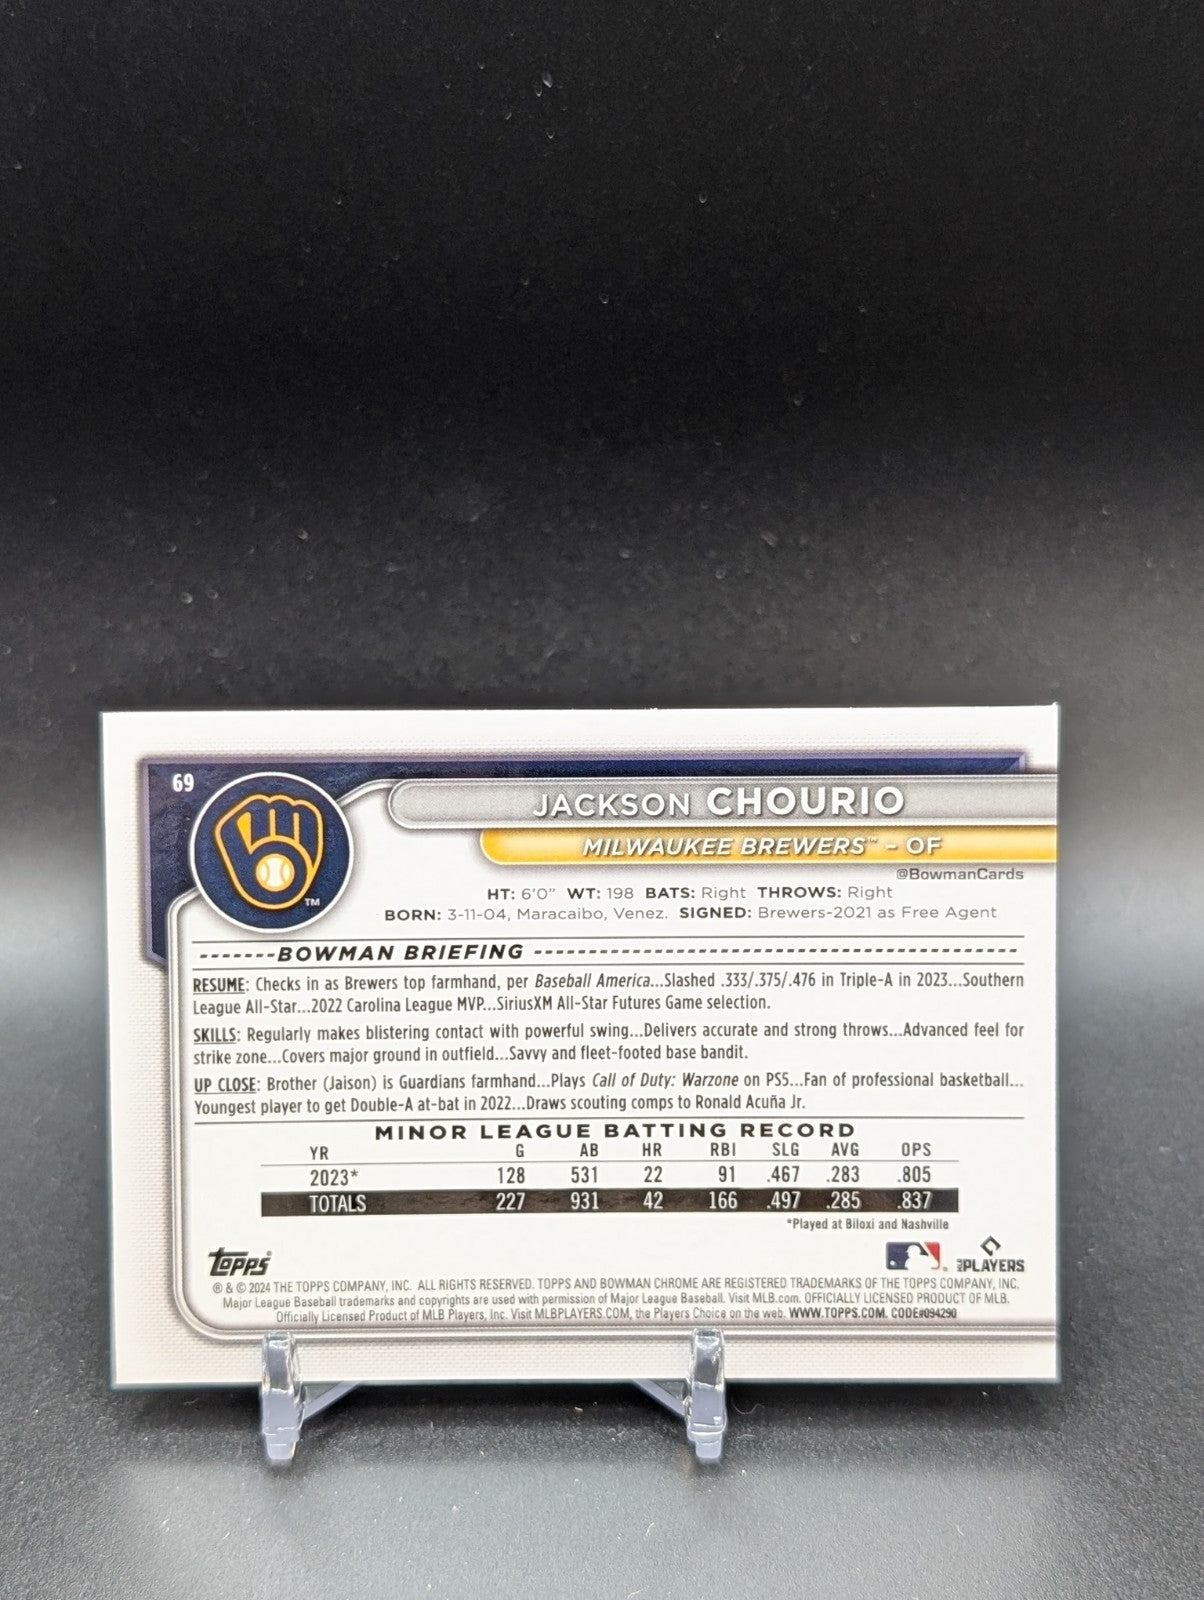 69
JACKSON CHOURIO
MILWAUKEE BREWERS™ – OF
@BowmanCards
HT: 6'0" WT: 198 BATS: Right THROWS: Right
BORN: 3-11-04, Maracaibo, Venez. SIGNED: Brewers-2021 as Free Agent
TM
-------BOWMAN BRIEFING
RESUME: Checks in as Brewers top farmhand, per Baseball America...Slashed .333/.375/.476 in Triple-A in 2023...Southern
League All-Star...2022 Carolina League MVP...SiriusXM All-Star Futures Game selection.
SKILLS: Regularly makes blistering contact with powerful swing...Delivers accurate and strong throws...Advanced feel for
strike zone...Covers major ground in outfield...Savvy and fleet-footed base bandit.
UP CLOSE: Brother (Jaison) is Guardians farmhand...Plays Call of Duty: Warzone on PS5...Fan of professional basketball...
Youngest player to get Double-A at-bat in 2022...Draws scouting comps to Ronald Acuña Jr.
MINOR LEAGUE BATTING RECORD
YR G AB HR RBI SLG AVG OPS
2023* 128 531 22 91 .467 .283 .805
TOTALS 227 931 42 166 .497 .285 .837
*Played at Biloxi and Nashville
Topps®
PLAYERS
® & © 2024 THE TOPPS COMPANY, INC. ALL RIGHTS RESERVED. TOPPS AND BOWMAN CHROME ARE REGISTERED TRADEMARKS OF THE TOPPS COMPANY, INC.
Major League Baseball trademarks and copyrights are used with permission of Major League Baseball. Visit MLB.com. OFFICIALLY LICENSED PRODUCT OF MLB.
Officially Licensed Product of MLB Players, Inc. Visit MLBPLAYERS.COM, the Players Choice on the web. WWW.TOPPS.COM. CODE#094290